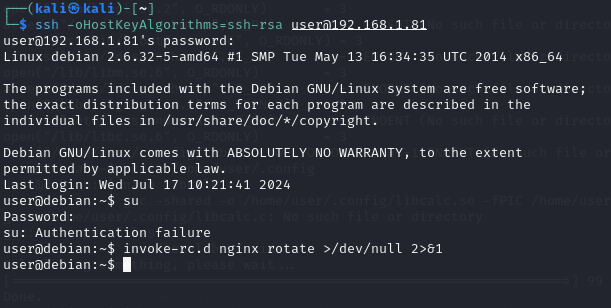 ┌──(kali㉿kali)-[~]
└─$ ssh -oHostKeyAlgorithms=ssh-rsa user@192.168.1.81
user@192.168.1.81's password:
Linux debian 2.6.32-5-amd64 #1 SMP Tue May 13 16:34:35 UTC 2014 x86_64
The programs included with the Debian GNU/Linux system are free software;
the exact distribution terms for each program are described in the
individual files in /usr/share/doc/*/copyright.
Debian GNU/Linux comes with ABSOLUTELY NO WARRANTY, to the extent
permitted by applicable law.
Last login: Wed Jul 17 10:21:41 2024
user@debian:~$ su
Password:
su: Authentication failure
user@debian:~$ invoke-rc.d nginx rotate >/dev/null 2>&1
user@debian:~$
Done.